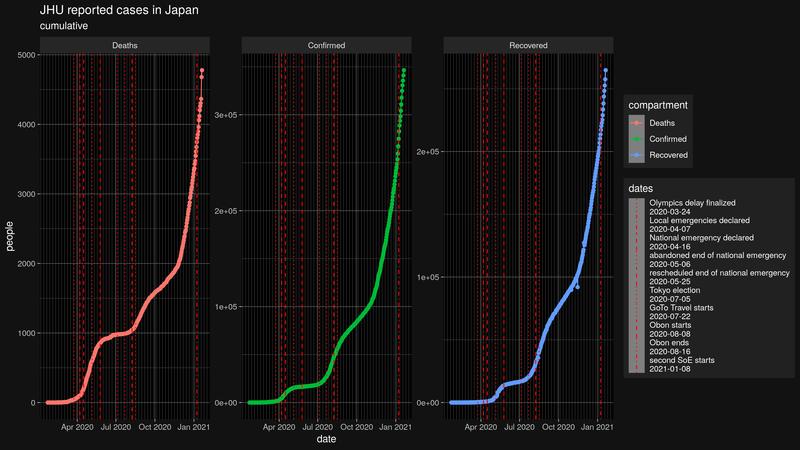 JHU reported cases in Japan
cumulative
Deaths
Confirmed
Recovered
people
5000
4000
3000
2000
1000
0
3e+05
2e+05
1e+05
0e+00
2e+05
1e+05
0e+00
Apr 2020 Jul 2020 Oct 2020 Jan 2021
Apr 2020 Jul 2020 Oct 2020 Jan 2021
Apr 2020 Jul 2020 Oct 2020 Jan 2021
date
compartment
Deaths
Confirmed
Recovered
dates
Olympics delay finalized
2020-03-24
Local emergencies declared
2020-04-07
National emergency declared
2020-04-16
abandoned end of national emergency
2020-05-06
rescheduled end of national emergency
2020-05-25
Tokyo election
2020-07-05
GoTo Travel starts
2020-07-22
Obon starts
2020-08-08
Obon ends
2020-08-16
second SoE starts
2021-01-08